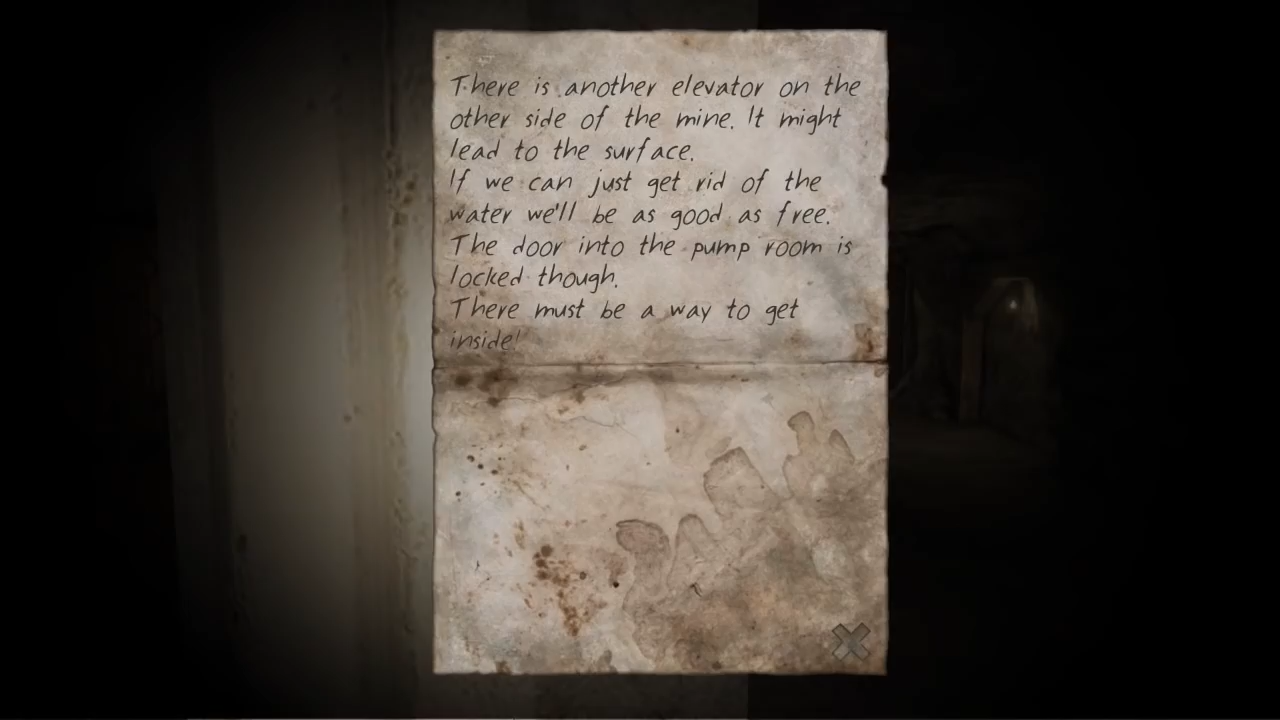 There is another elevator on the
other side of the mine. It might
lead to the surface.
If we can just get rid of the
water we'll be as good as free.
The door into the pump room is
locked though.
There must be a way to get
inside!